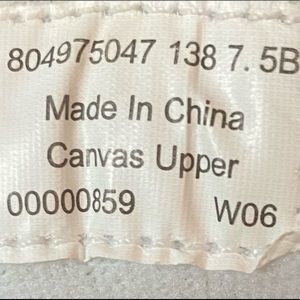 804975047 138 7.5B
Made In China
Canvas Upper
00000859 W06